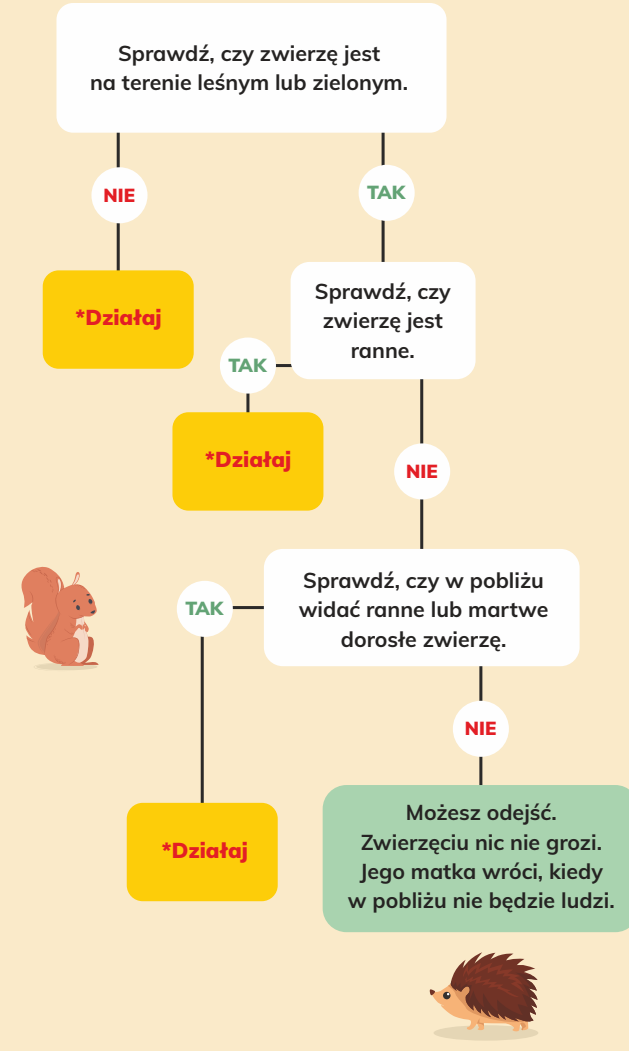 Sprawdź, czy zwierzę jest
na terenie leśnym lub zielonym.
NIE
TAK
*Działaj
Sprawdź, czy
zwierzę jest
ranne.
TAK
*Działaj
NIE
Sprawdź, czy w pobliżu
widać ranne lub martwe
dorosłe zwierzę.
TAK
NIE
*Działaj
Możesz odejść.
Zwierzęciu nic nie grozi.
Jego matka wróci, kiedy
w pobliżu nie będzie ludzi.